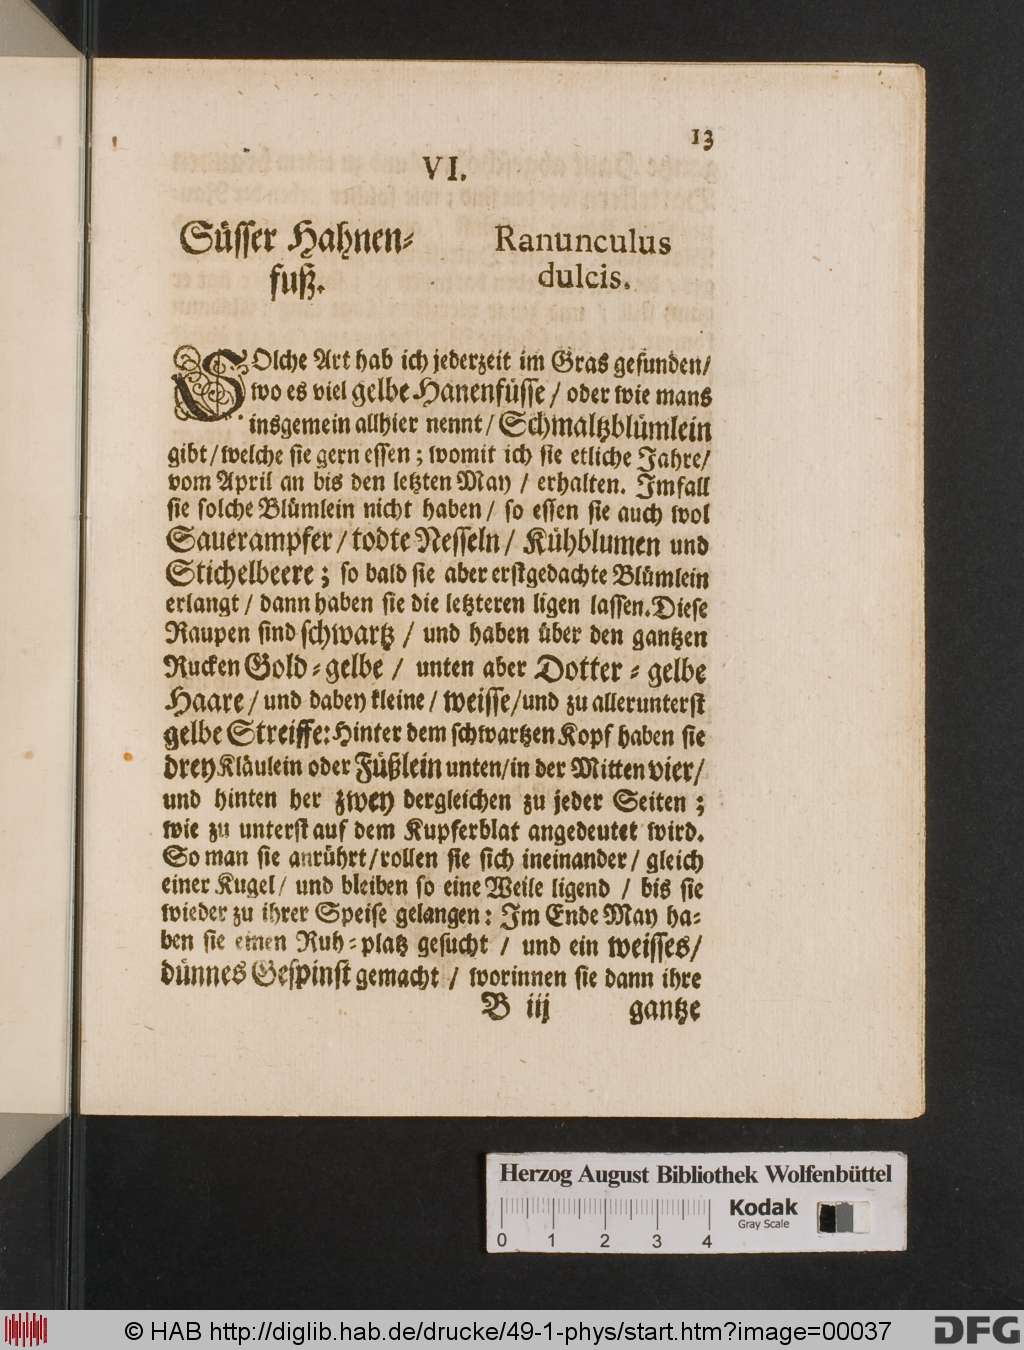 13
VI.
Süsser Hahnen⸗
fuß.
Ranunculus
dulcis.
SOlche Art hab ich jederzeit im Gras gefunden/
wo es viel gelbe Hanenfüsse / oder wie mans
insgemein allhier nennt / Schmaltzblümlein
gibt / welche sie gern essen ; womit ich sie etliche Jahre/
vom April an bis den letzten May / erhalten. Imfall
sie solche Blümlein nicht haben / so essen sie auch wol
Sauerampfer / todte Nesseln / Kühblumen und
Stichelbeere ; so bald sie aber erstgedachte Blümlein
erlangt / dann haben sie die letzteren ligen lassen. Diese
Raupen sind schwartz / und haben über den gantzen
Rucken Gold⸗gelbe / unten aber Dotter⸗gelbe
Haare / und dabey kleine / weisse / und zu allerunterst
gelbe Streiffe: Hinter dem schwartzen Kopf haben sie
drey Kläulein oder Füßlein unten / in der Mitten vier/
und hinten her zwey dergleichen zu jeder Seiten ;
wie zu unterst auf dem Kupferblat angedeutet wird.
So man sie anrührt / rollen sie sich ineinander / gleich
einer Kugel / und bleiben so eine Weile ligend / bis sie
wieder zu ihrer Speise gelangen: Im Ende May ha⸗
ben sie einen Ruh⸗platz gesucht / und ein weisses/
dünnes Gespinst gemacht / worinnen sie dann ihre
B iij gantze
Herzog August Bibliothek Wolfenbüttel
Kodak
Gray Scale
0 1 2 3 4
© HAB http://diglib.hab.de/drucke/49-1-phys/start.htm?image=00037
DFG